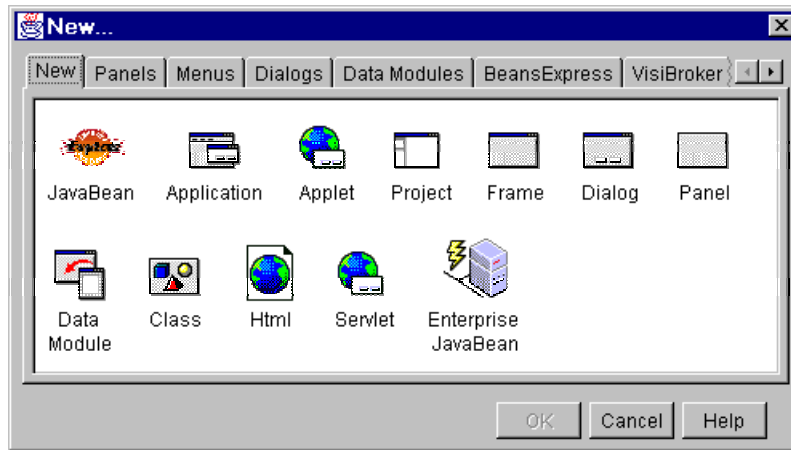 New...
New Panels Menus Dialogs Data Modules BeansExpress VisiBroker
JavaBean Application Applet Project Frame Dialog Panel
Data Module Class Html Servlet Enterprise JavaBean
OK Cancel Help